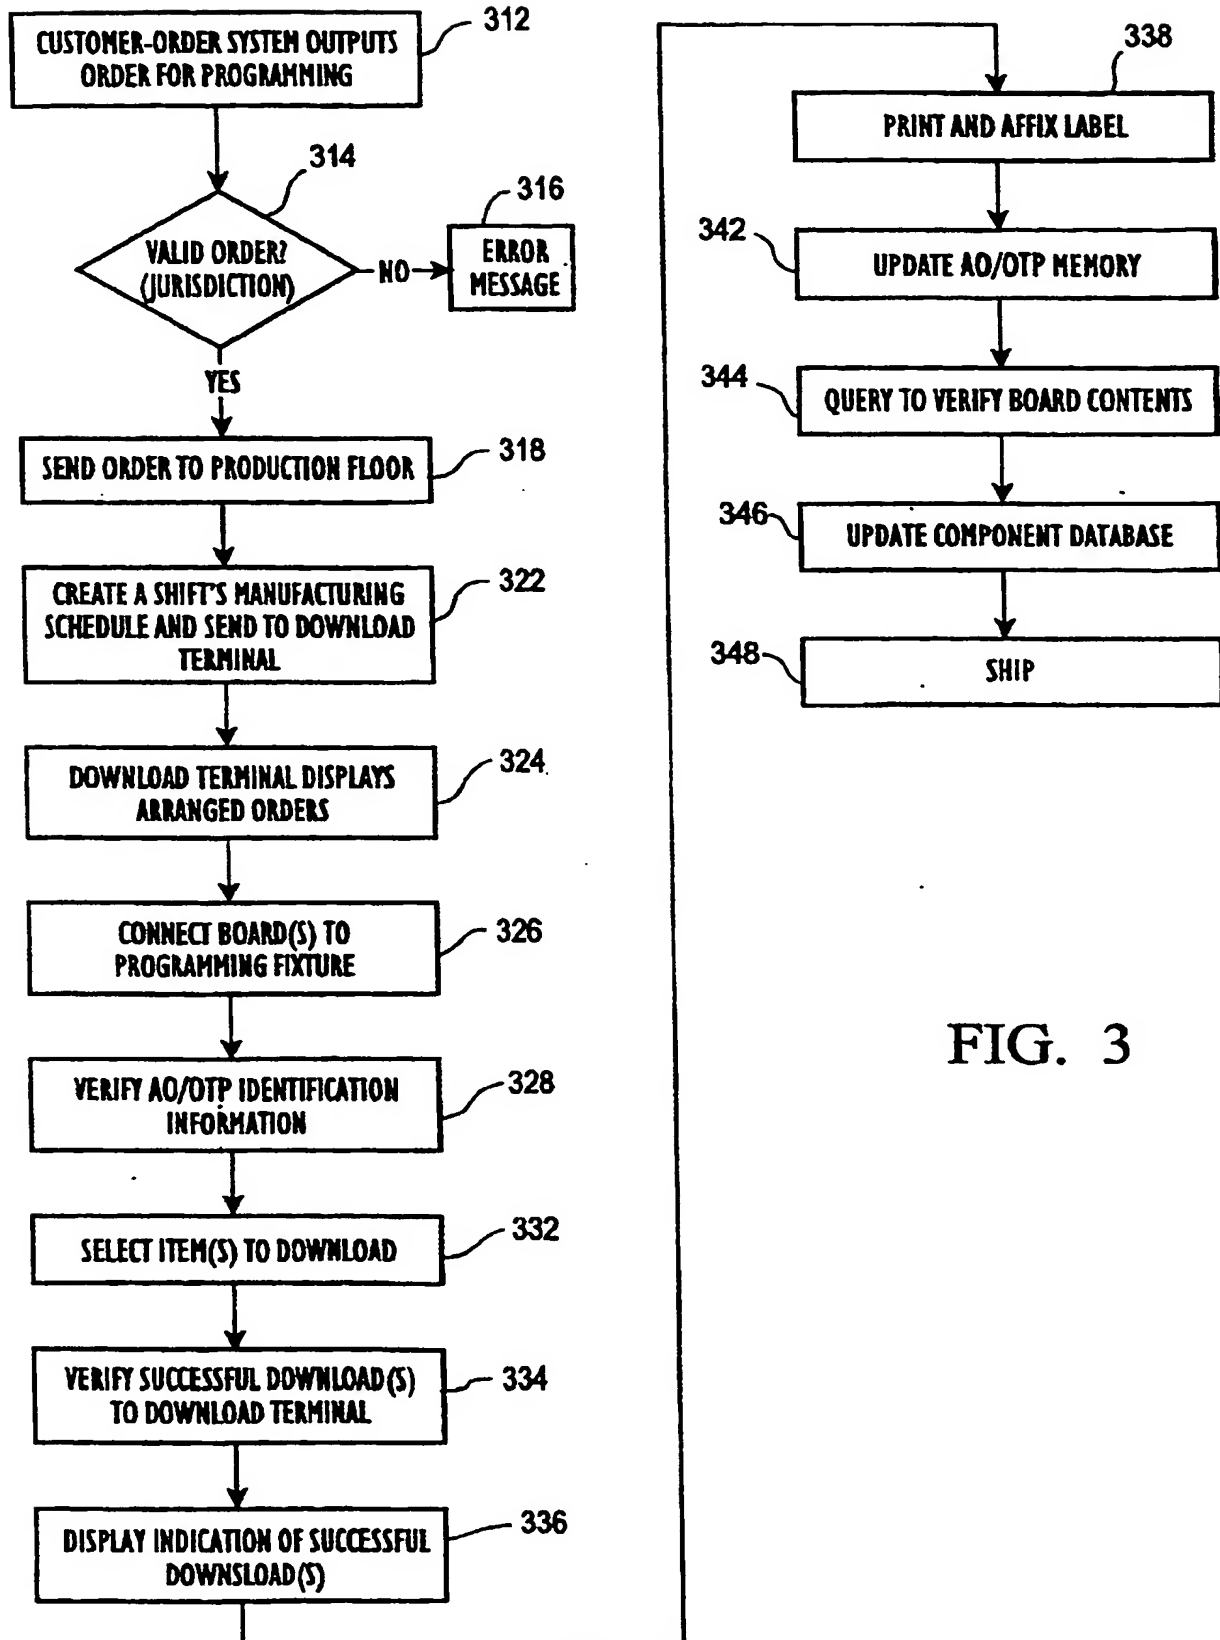 312
CUSTOMER-ORDER SYSTEM OUTPUTS
ORDER FOR PROGRAMMING
314
VALID ORDER?
(JURISDICTION)
NO
316
ERROR
MESSAGE
YES
318
SEND ORDER TO PRODUCTION FLOOR
322
CREATE A SHIFT'S MANUFACTURING
SCHEDULE AND SEND TO DOWNLOAD
TERMINAL
324
DOWNLOAD TERMINAL DISPLAYS
ARRANGED ORDERS
326
CONNECT BOARD(S) TO
PROGRAMMING FIXTURE
328
VERIFY AO/OTP IDENTIFICATION
INFORMATION
332
SELECT ITEM(S) TO DOWNLOAD
334
VERIFY SUCCESSFUL DOWNLOAD(S)
TO DOWNLOAD TERMINAL
336
DISPLAY INDICATION OF SUCCESSFUL
DOWNSLOAD(S)
338
PRINT AND AFFIX LABEL
342
UPDATE AO/OTP MEMORY
344
QUERY TO VERIFY BOARD CONTENTS
346
UPDATE COMPONENT DATABASE
348
SHIP
FIG. 3